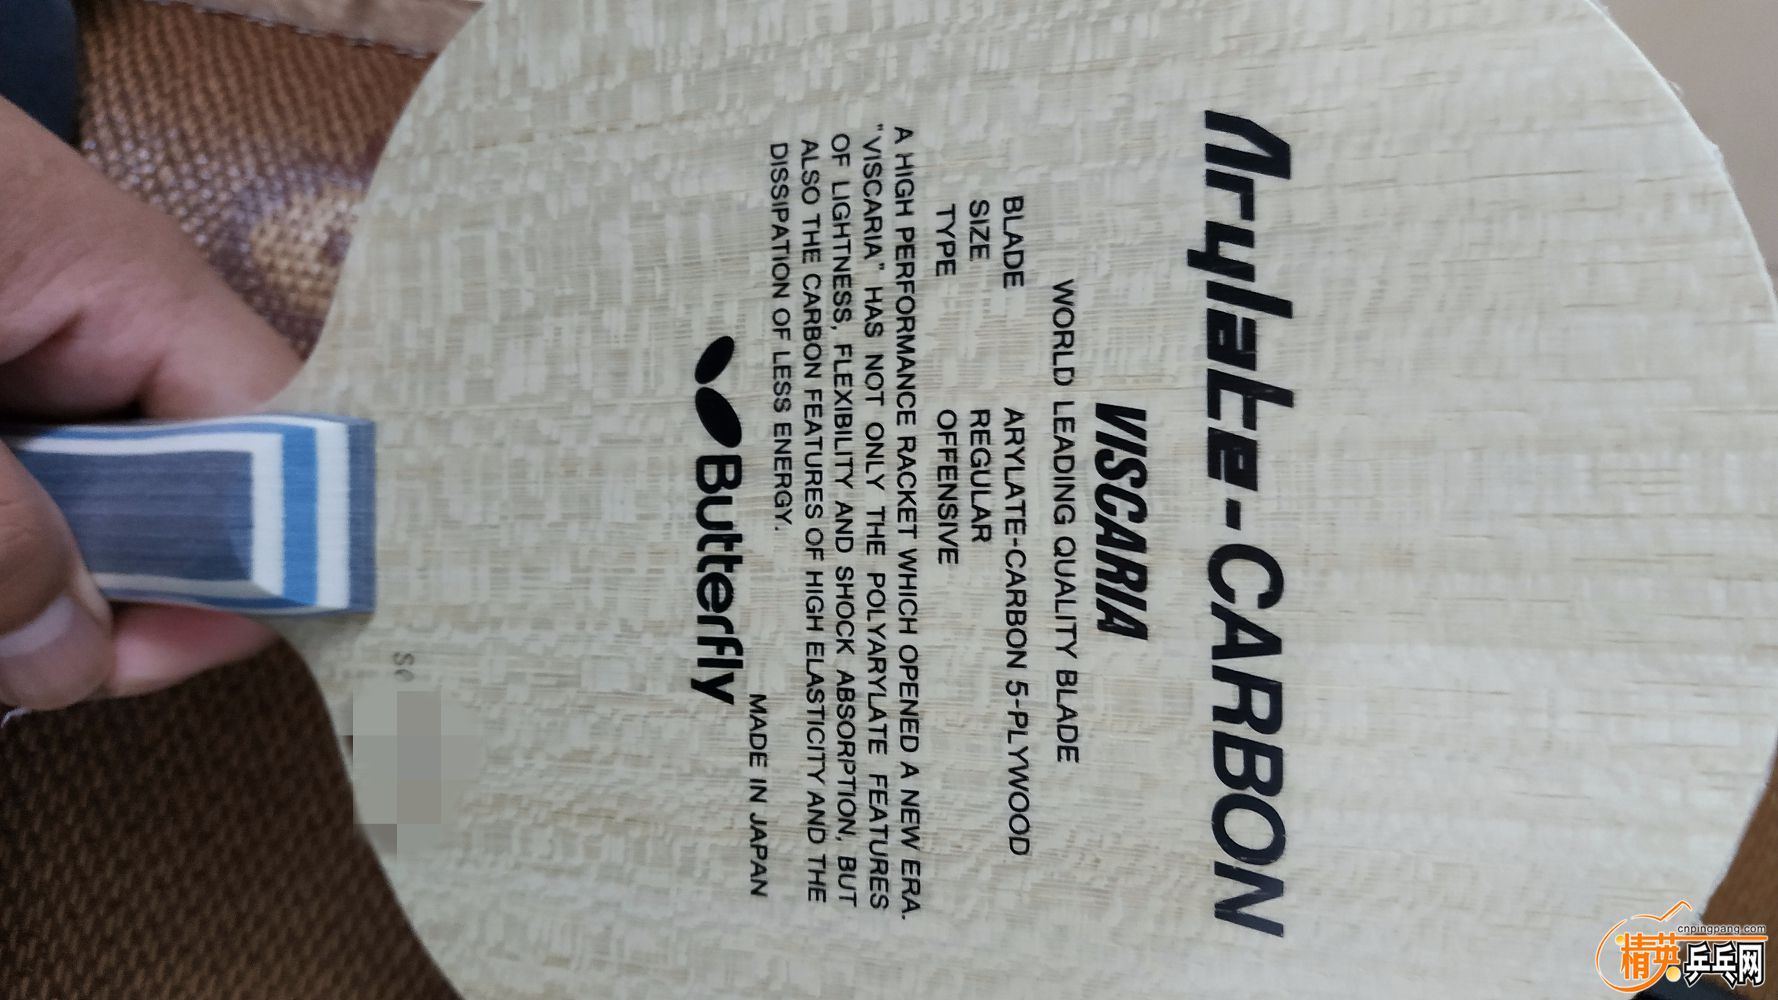 Arylate-CARBON
VISCARIA
WORLD LEADING QUALITY BLADE
BLADE ARYLATE-CARBON 5-PLYWOOD
SIZE REGULAR
TYPE OFFENSIVE
A HIGH PERFORMANCE RACKET WHICH OPENED A NEW ERA.
"VISCARIA" HAS NOT ONLY THE POLYARYLATE FEATURES
OF LIGHTNESS, FLEXIBILITY AND SHOCK ABSORPTION, BUT
ALSO THE CARBON FEATURES OF HIGH ELASTICITY AND THE
DISSIPATION OF LESS ENERGY.
MADE IN JAPAN
Butterfly
cnpingpang.com
精英乒乓网